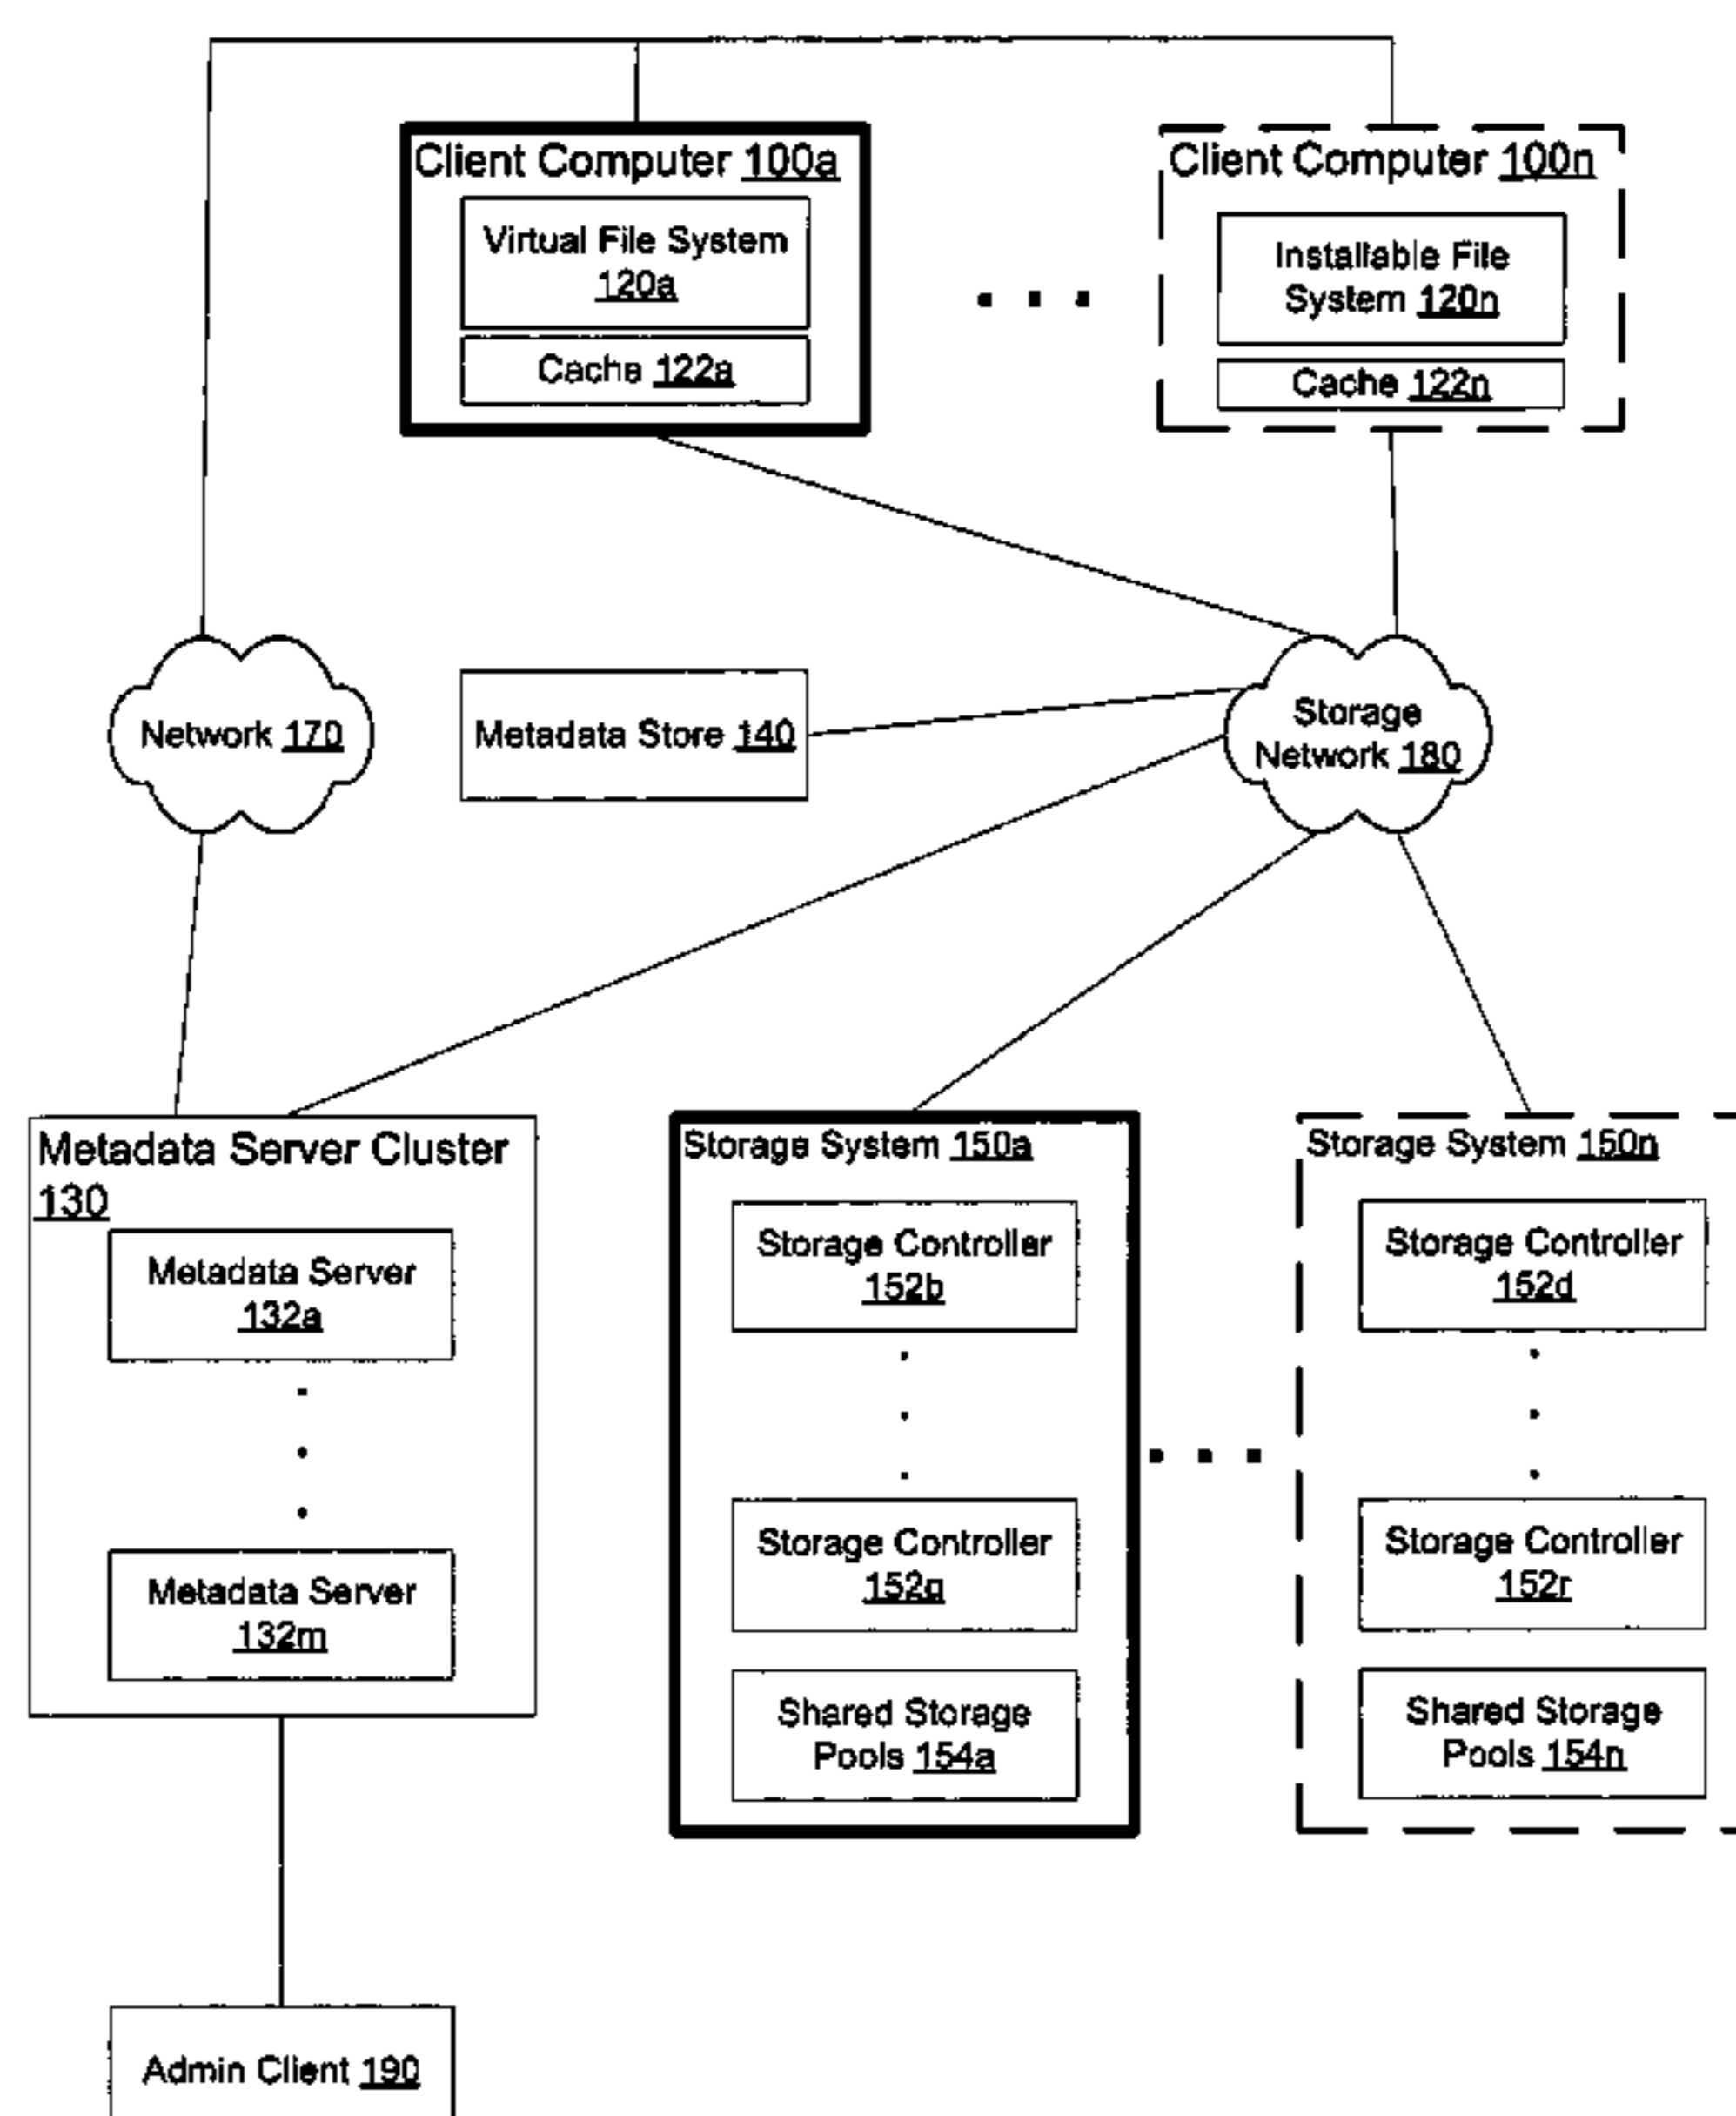 Client Computer 100a
Virtual File System
120a
Cache 122a
Client Computer 100n
Installable File
System 120n
Cache 122n
Network 170
Metadata Store 140
Storage
Network 180
Metadata Server Cluster
130
Metadata Server
132a
Metadata Server
132m
Storage System 150a
Storage Controller
152b
Storage Controller
152q
Shared Storage
Pools 154a
Storage System 150n
Storage Controller
152d
Storage Controller
152r
Shared Storage
Pools 154n
Admin Client 190